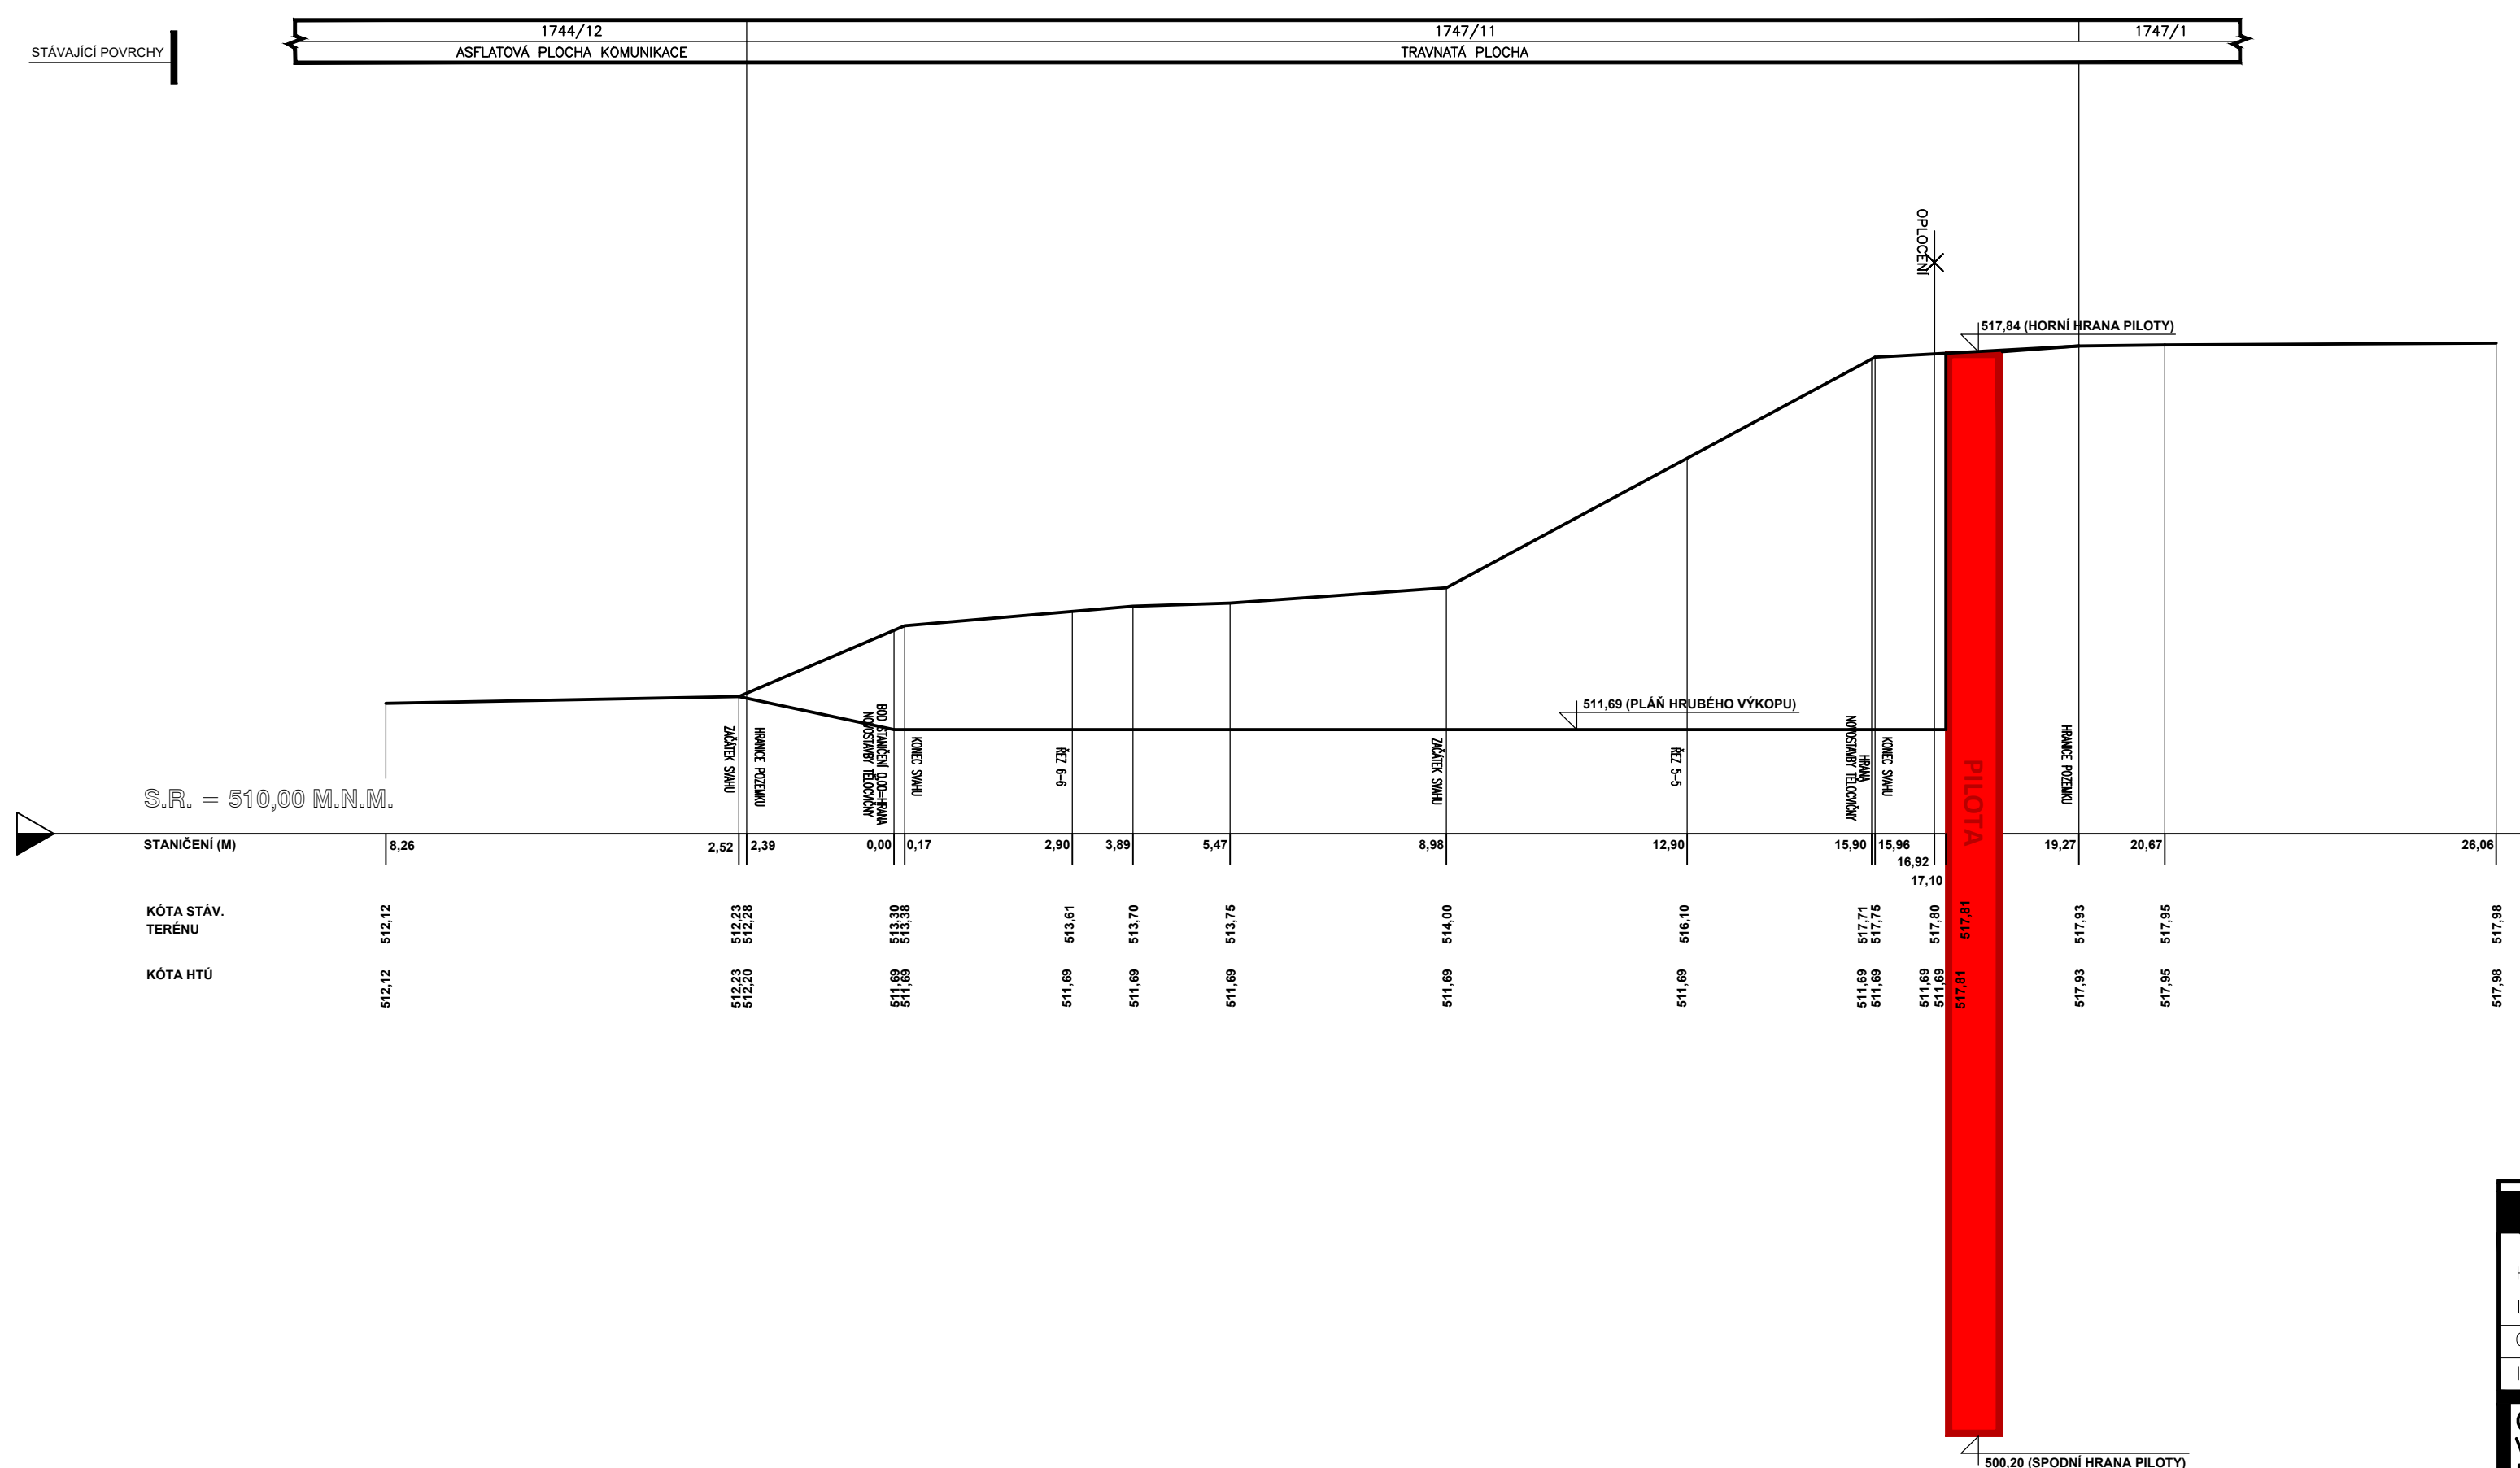 1744/12
1747/11
1747/1
STÁVAJÍCÍ POVRCHY
ASFLATOVÁ PLOCHA KOMUNIKACE
TRAVNATÁ PLOCHA
OPLOCENÍ
517,84 (HORNÍ HRANA PILOTY)
511,69 (PLÁŇ HRUBÉHO VÝKOPU)
ZAČÁTEK SVAHU
HRANICE POZEMKU
BOD STANIČENÍ 0,00=HRANA
NOVOSTAVBY TĚLOCVIČNY
KONEC SVAHU
ŘEZ 6-6
ZAČÁTEK SVAHU
ŘEZ 5-5
HRANA
NOVOSTAVBY TĚLOCVIČNY
KONEC SVAHU
PILOTA
HRANICE POZEMKU
S.R. = 510,00 M.N.M.
STANIČENÍ (M)
8,26
2,52
2,39
0,00
0,17
2,90
3,89
5,47
8,98
12,90
15,90
15,96
16,92
17,10
19,27
20,67
26,06
KÓTA STÁV.
TERÉNU
512,12
512,23
512,28
513,30
513,38
513,61
513,70
513,75
514,00
516,10
517,71
517,75
517,80
517,81
517,93
517,95
517,98
KÓTA HTÚ
512,12
512,23
512,20
511,69
511,69
511,69
511,69
511,69
511,69
511,69
511,69
511,69
511,69
511,69
517,81
517,93
517,95
517,98
500,20 (SPODNÍ HRANA PILOTY)